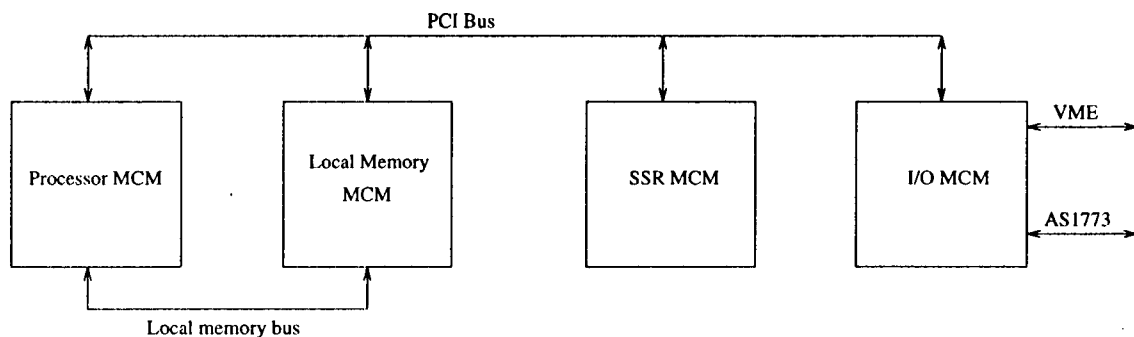 PCI Bus
Processor MCM
Local Memory
MCM
SSR MCM
I/O MCM
VME
AS1773
Local memory bus